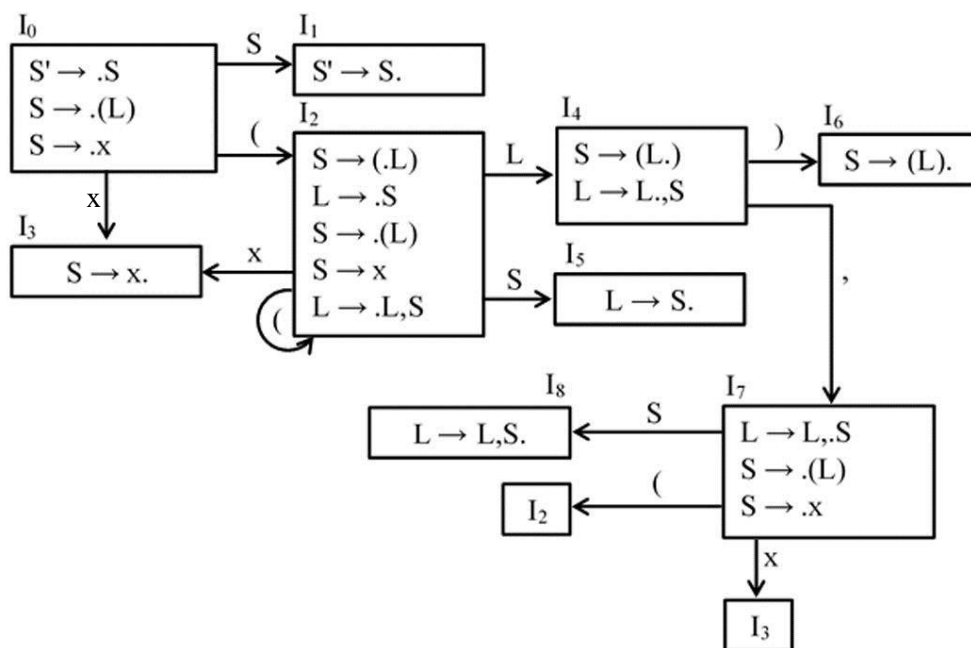 I0
S' → .S
S → .(L)
S → .x
S
I1
S' → S.
(
I2
S → (.L)
L → .S
S → .(L)
S → x
L → .L,S
L
I4
S → (L.)
L → L.,S
)
I6
S → (L).
x
I3
S → x.
x
(
S
I5
L → S.
,
I8
L → L,S.
S
I7
L → L,.S
S → .(L)
S → .x
(
I2
x
I3